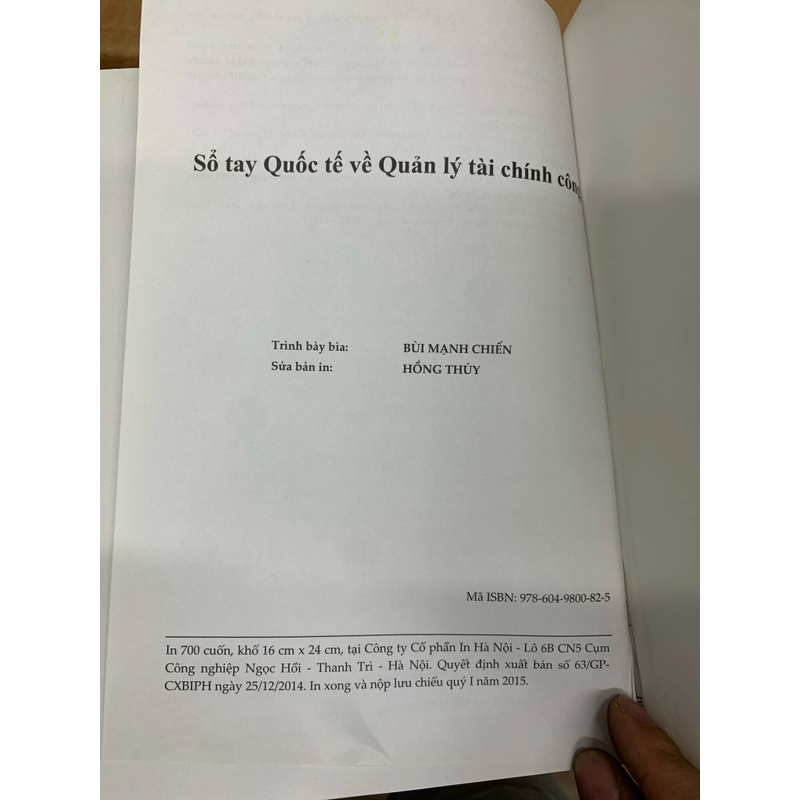 Sổ tay Quốc tế về Quản lý tài chính công
Trình bày bìa: BÙI MẠNH CHIẾN
Sửa bản in: HỒNG THÚY
Mã ISBN: 978-604-9800-82-5
In 700 cuốn, khổ 16 cm x 24 cm, tại Công ty Cổ phần In Hà Nội - Lô 6B CN5 Cụm
Công nghiệp Ngọc Hồi - Thanh Trì - Hà Nội. Quyết định xuất bản số 63/GP-
CXBIPH ngày 25/12/2014. In xong và nộp lưu chiểu quý I năm 2015.